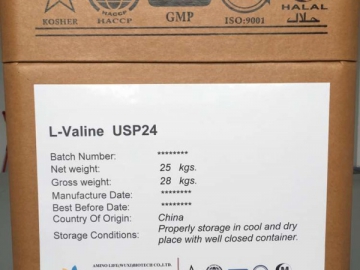 KOSHER
HACCP
HACCP
GMP
ISO:9001
HALAL
L-Valine USP24
Batch Number: ********
Net weight: 25 kgs.
Gross weight: 28 kgs.
Manufacture Date: ********
Best Before Date: ********
Country Of Origin: China
Storage Conditions: Properly storage in cool and dry
place with well closed container.